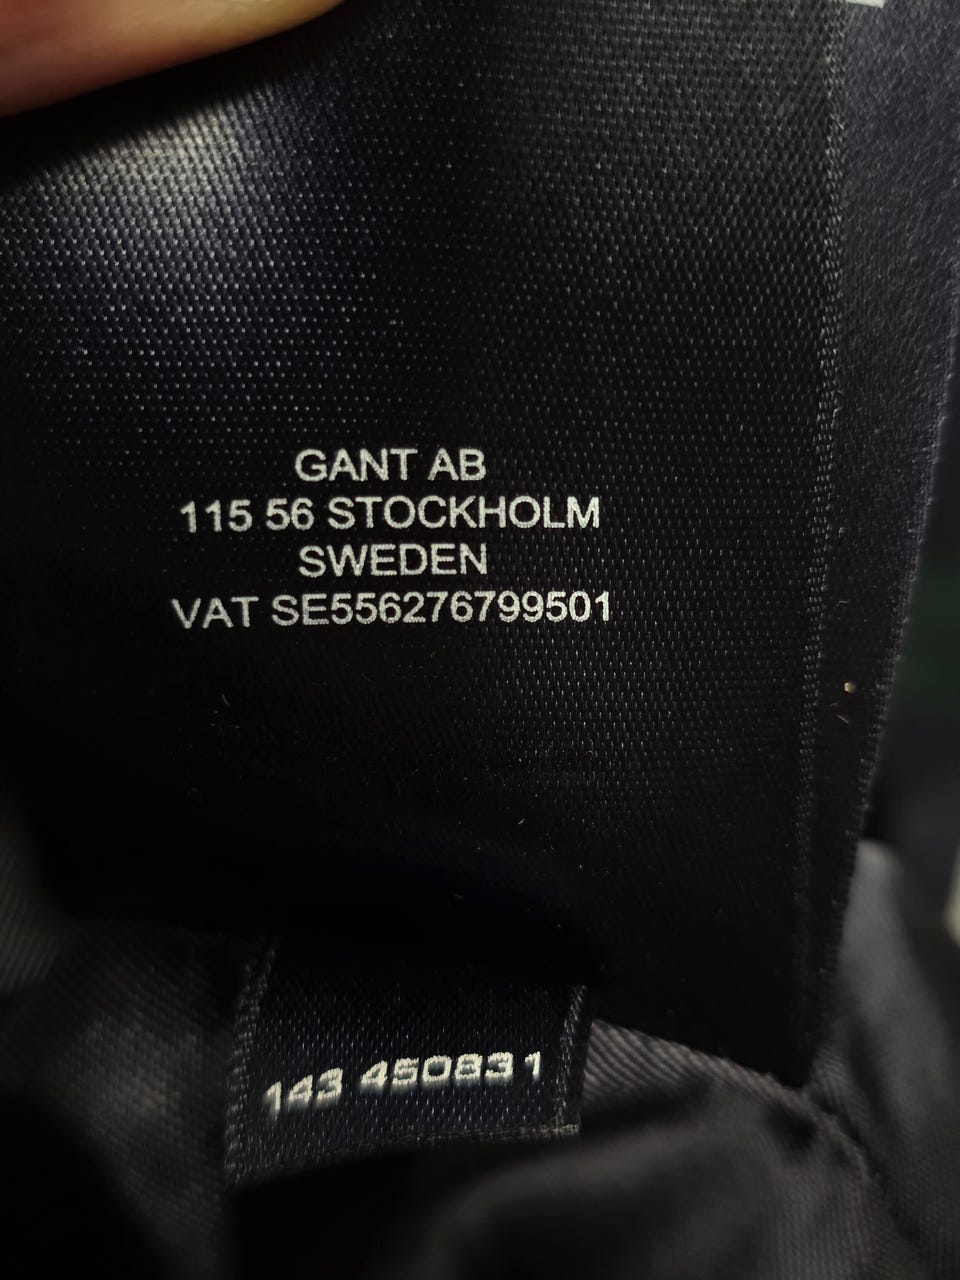 GANT AB
115 56 STOCKHOLM
SWEDEN
VAT SE556276799501
143 450831